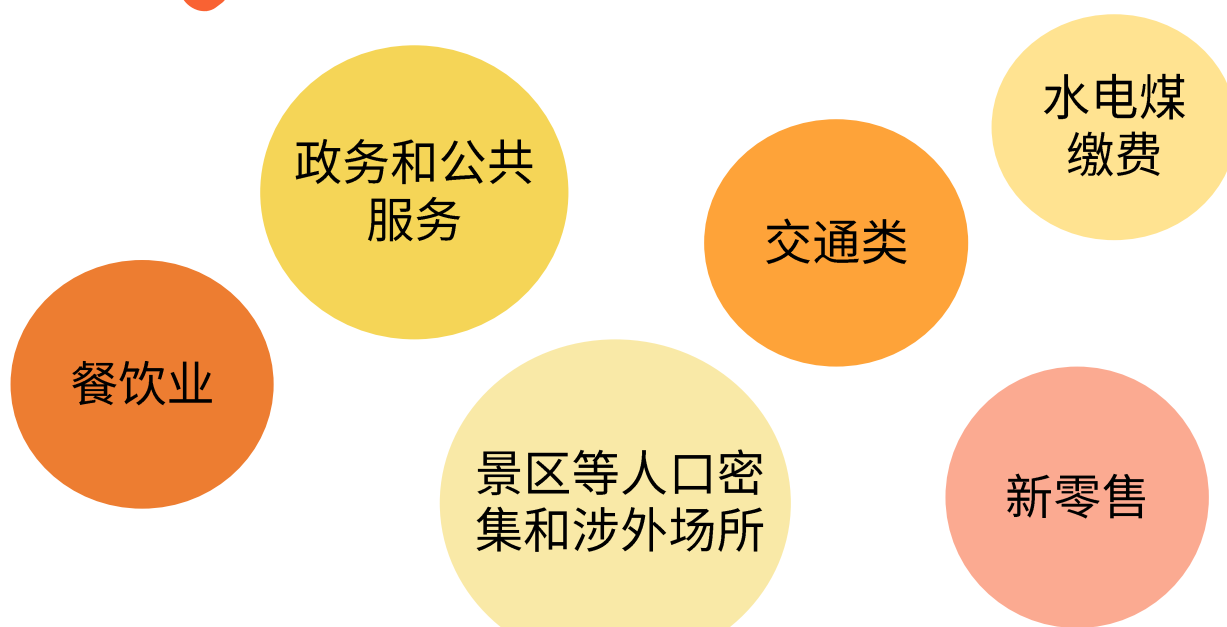 水电煤
缴费
政务和公共
服务
交通类
餐饮业
景区等人口密
集和涉外场所
新零售